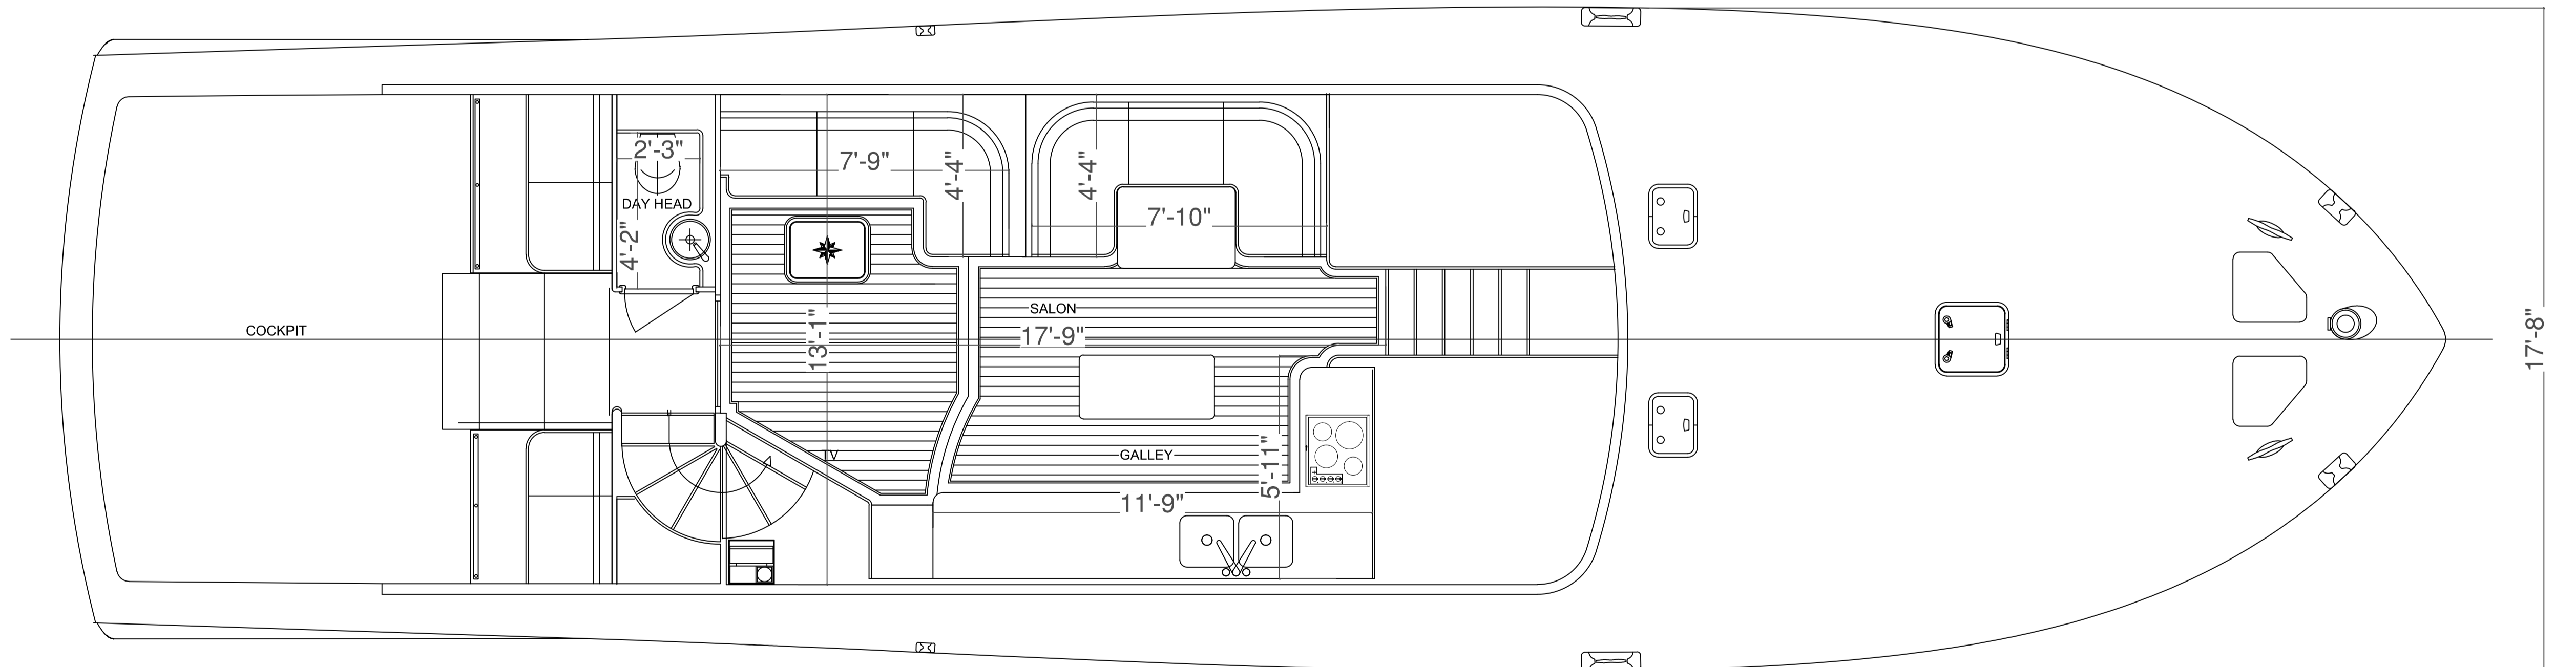 2'-3"
DAY HEAD
4'-2"
7'-9"
4'-4"
4'-4"
7'-10"
COCKPIT
13'-1"
SALON
17'-9"
17'-8"
TV
GALLEY
5'-11"
11'-9"